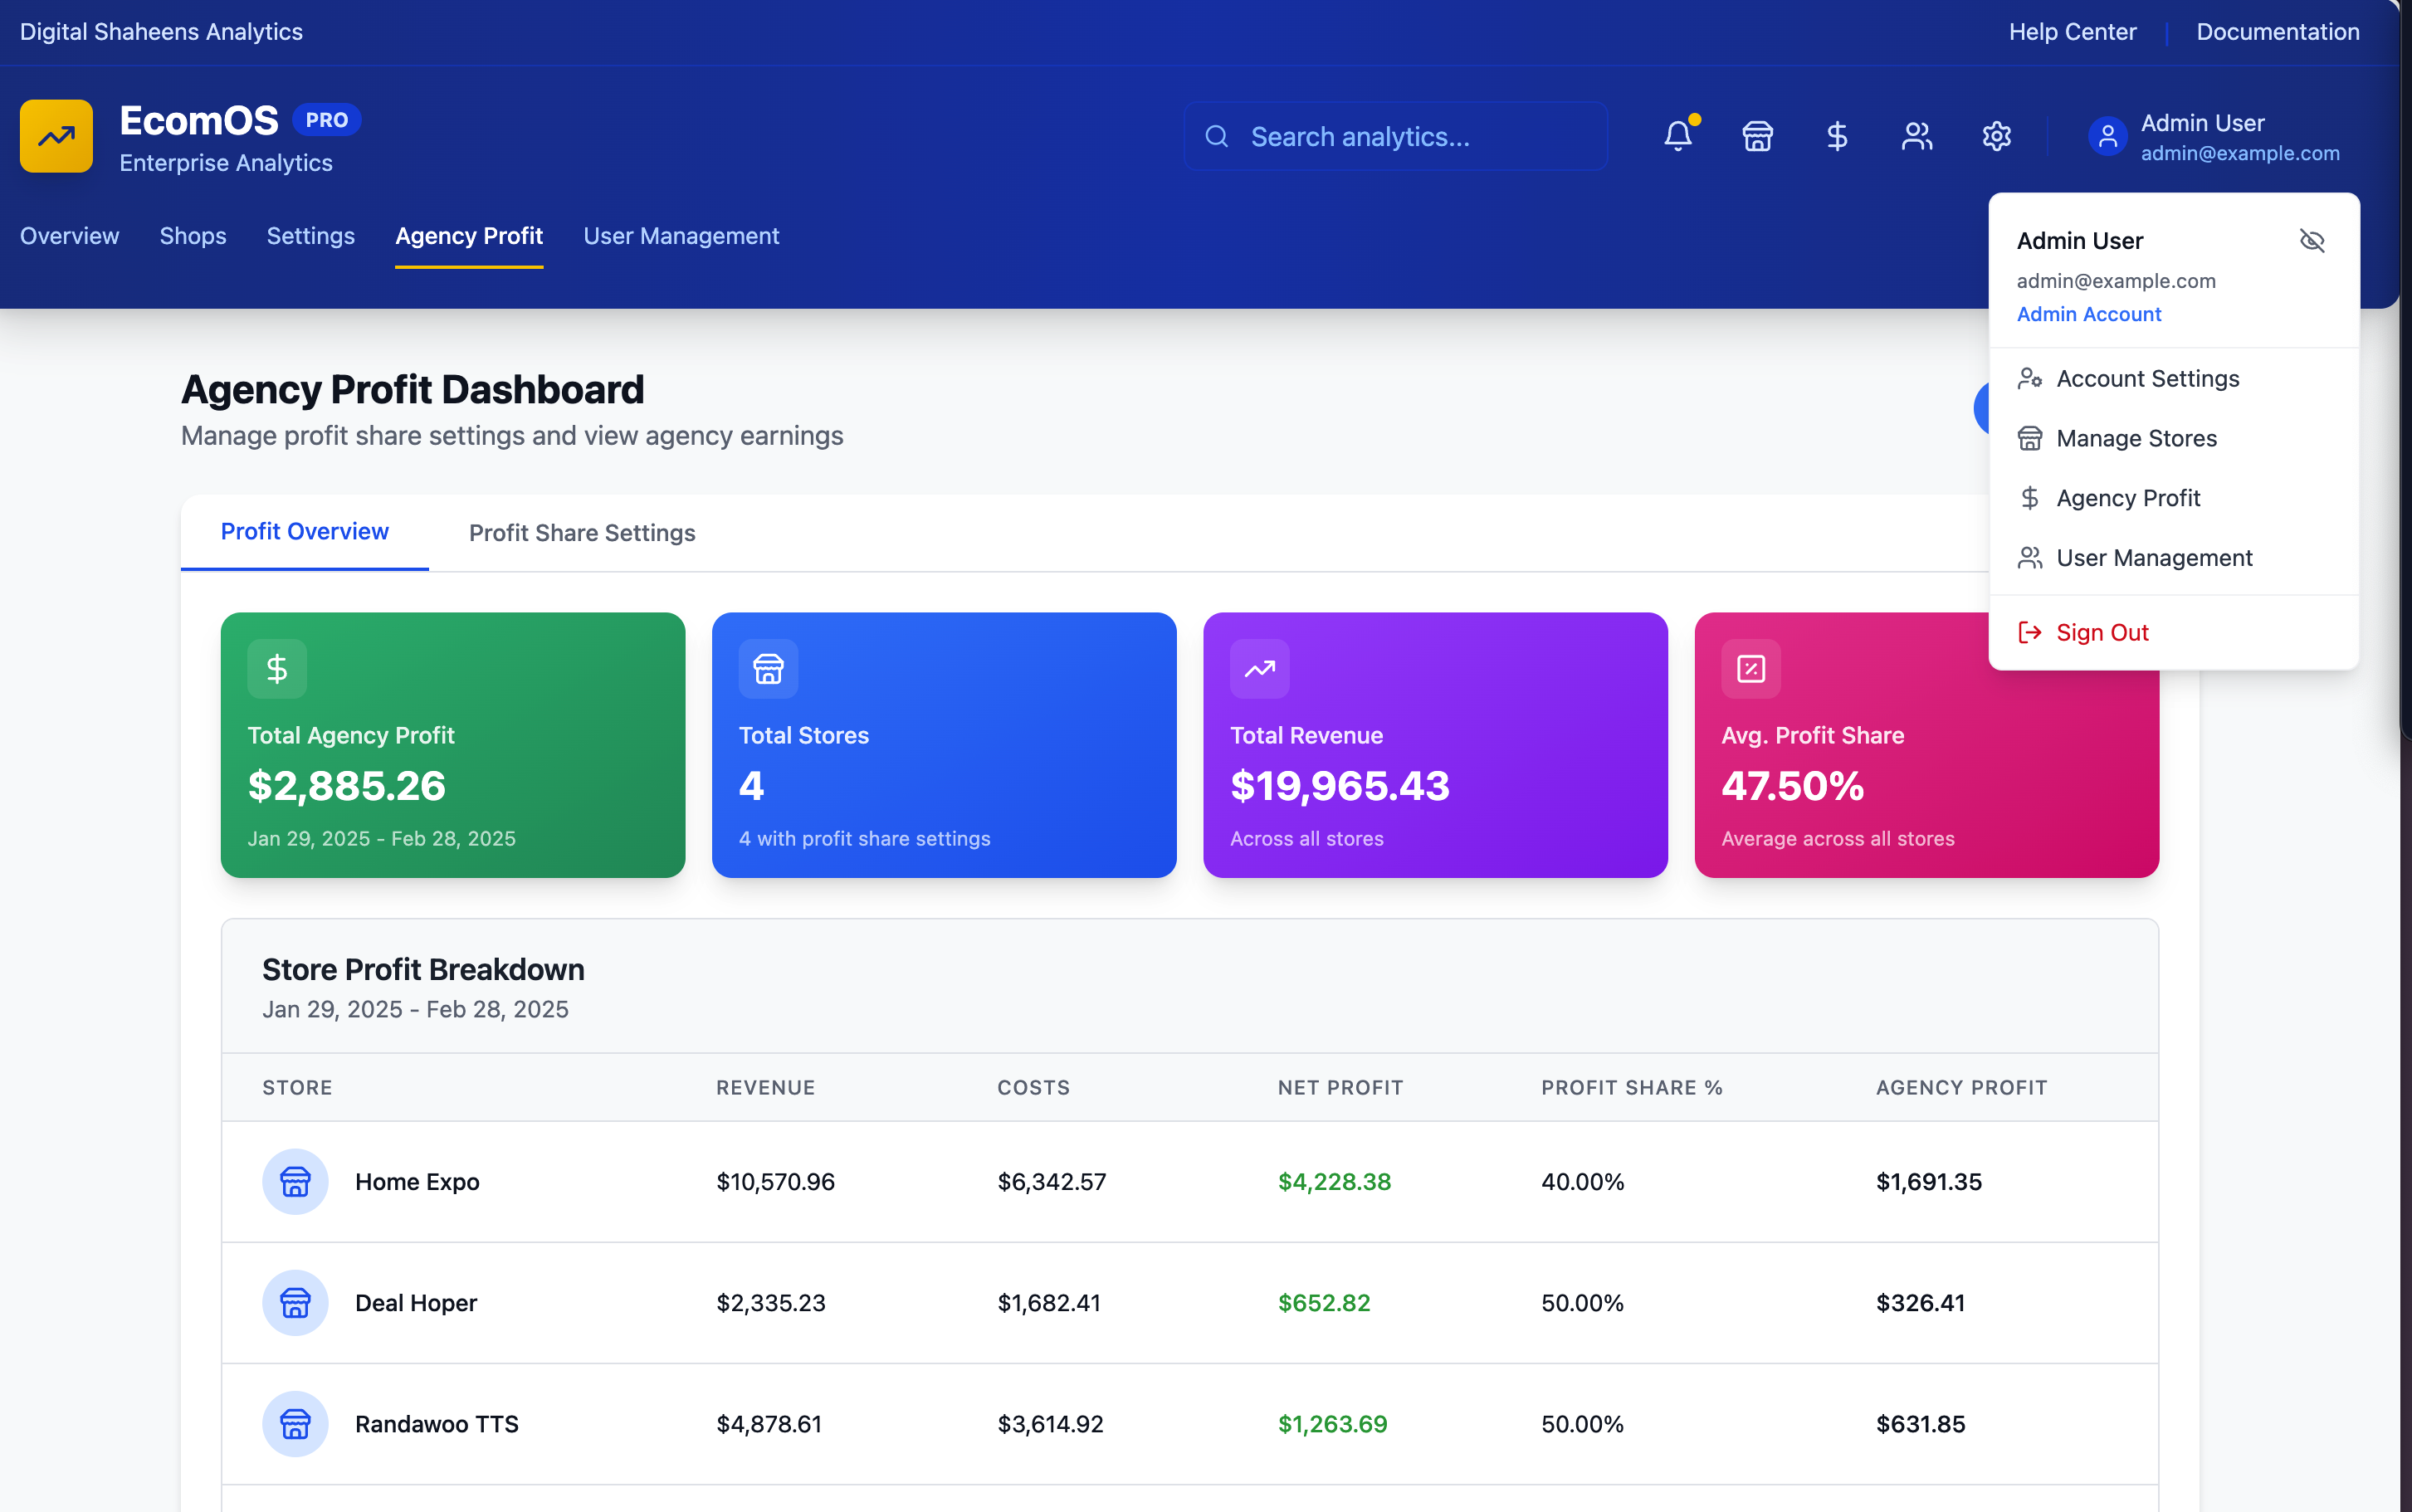 Digital Shaheens Analytics
Help Center
Documentation
EcomOS PRO
Enterprise Analytics
Search analytics...
Admin User
admin@example.com
Overview
Shops
Settings
Agency Profit
User Management
Admin User
admin@example.com
Admin Account
Account Settings
Manage Stores
Agency Profit
User Management
Sign Out
Agency Profit Dashboard
Manage profit share settings and view agency earnings
Profit Overview
Profit Share Settings
Total Agency Profit
$2,885.26
Jan 29, 2025 - Feb 28, 2025
Total Stores
4
4 with profit share settings
Total Revenue
$19,965.43
Across all stores
Avg. Profit Share
47.50%
Average across all stores
Store Profit Breakdown
Jan 29, 2025 - Feb 28, 2025
STORE REVENUE COSTS NET PROFIT PROFIT SHARE % AGENCY PROFIT
Home Expo $10,570.96 $6,342.57 $4,228.38 40.00% $1,691.35
Deal Hoper $2,335.23 $1,682.41 $652.82 50.00% $326.41
Randawoo TTS $4,878.61 $3,614.92 $1,263.69 50.00% $631.85